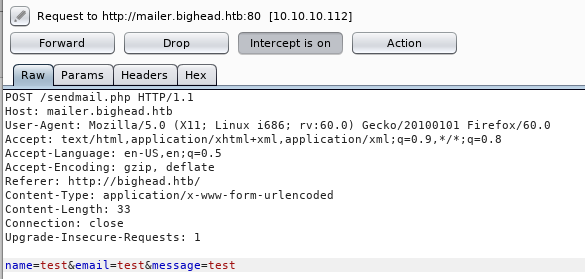 Request to http://mailer.bighead.htb:80 [10.10.10.112]
Forward Drop Intercept is on Action
Raw Params Headers Hex
POST /sendmail.php HTTP/1.1
Host: mailer.bighead.htb
User-Agent: Mozilla/5.0 (X11; Linux i686; rv:60.0) Gecko/20100101 Firefox/60.0
Accept: text/html,application/xhtml+xml,application/xml;q=0.9,*/*;q=0.8
Accept-Language: en-US,en;q=0.5
Accept-Encoding: gzip, deflate
Referer: http://bighead.htb/
Content-Type: application/x-www-form-urlencoded
Content-Length: 33
Connection: close
Upgrade-Insecure-Requests: 1
name=test&email=test&message=test